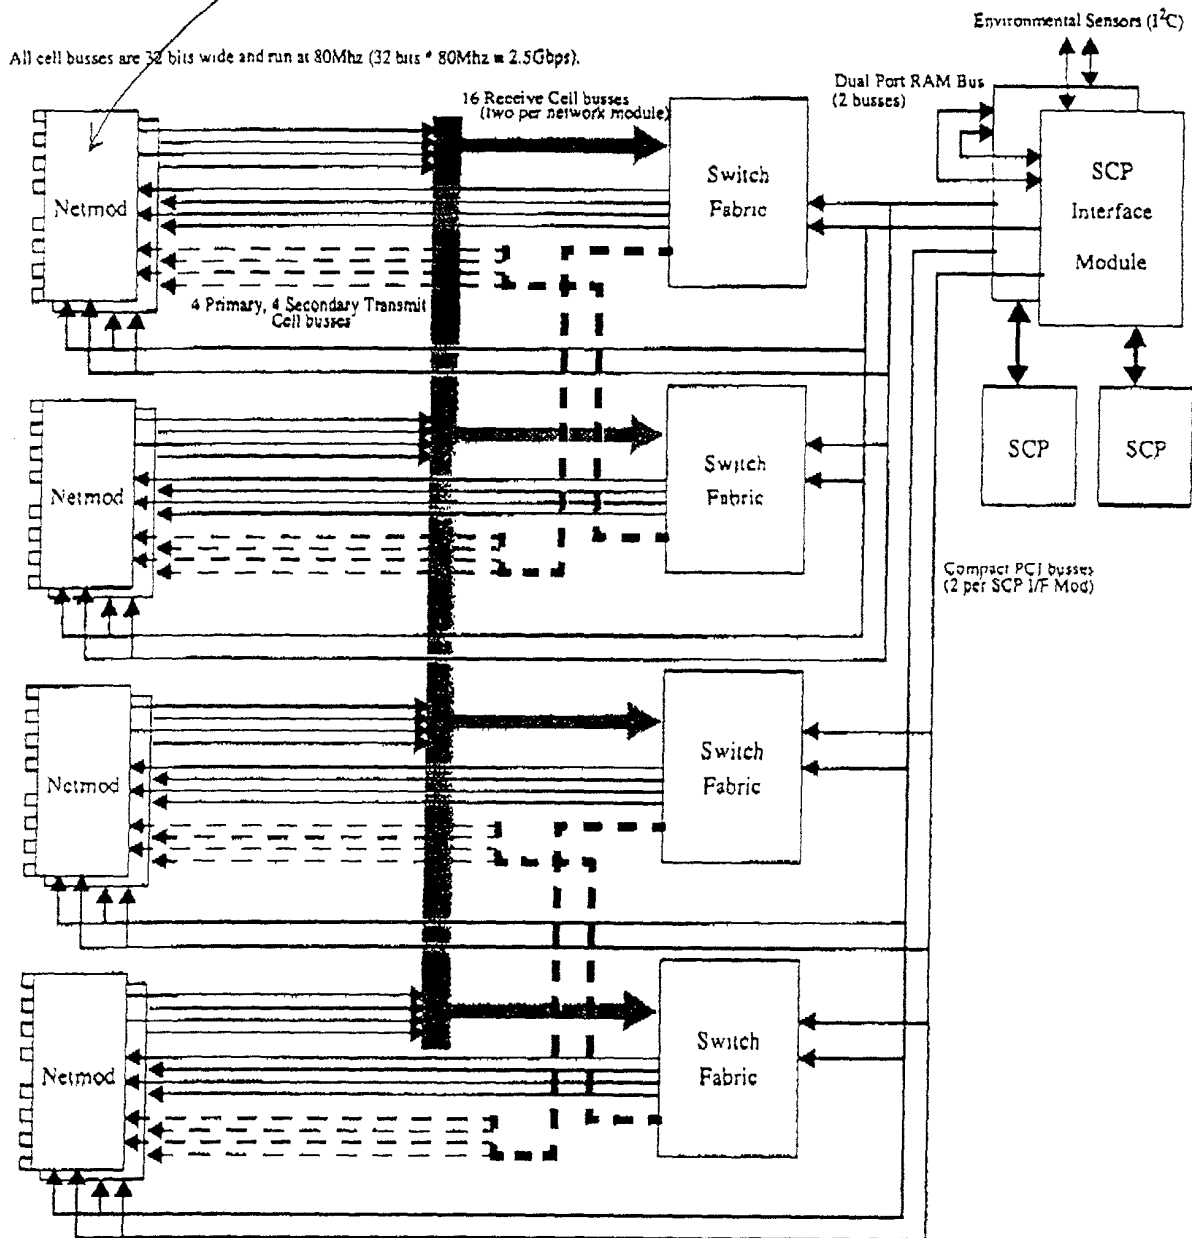 Environmental Sensors (I²C)
All cell busses are 32 bits wide and run at 80Mhz (32 bits * 80Mhz = 2.5Gbps).
Dual Port RAM Bus
(2 busses)
16 Receive Cell busses
(two per network module)
Netmod
Switch
Fabric
SCP
Interface
Module
4 Primary, 4 Secondary Transmit
Cell busses
Netmod
Switch
Fabric
SCP
SCP
Compact PCI busses
(2 per SCP I/F Mod)
Netmod
Switch
Fabric
Netmod
Switch
Fabric